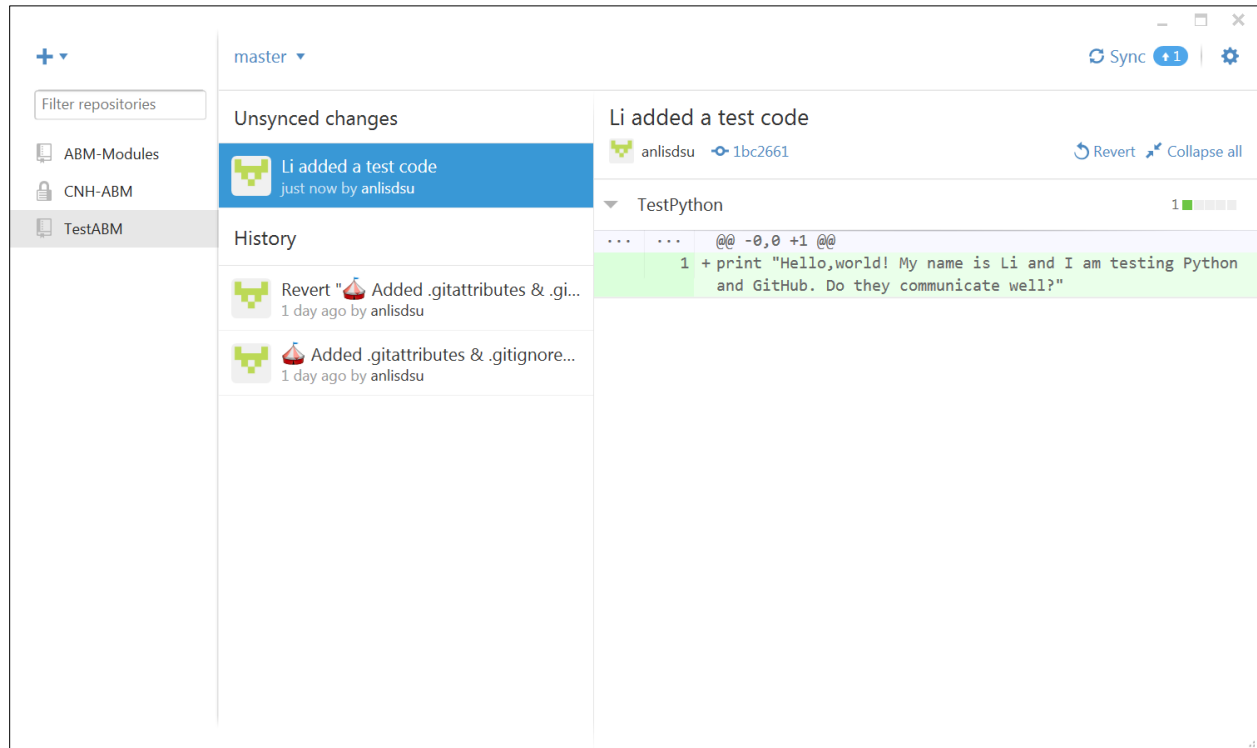 master
Sync 1
Filter repositories
ABM-Modules
CNH-ABM
TestABM
Unsynced changes
Li added a test code
just now by anlisdsu
History
Revert "🎪 Added .gitattributes & .gi...
1 day ago by anlisdsu
🎪 Added .gitattributes & .gitignore...
1 day ago by anlisdsu
Li added a test code
anlisdsu 1bc2661
Revert Collapse all
TestPython 1
... ... @@ -0,0 +1 @@
1 + print "Hello,world! My name is Li and I am testing Python
and GitHub. Do they communicate well?"